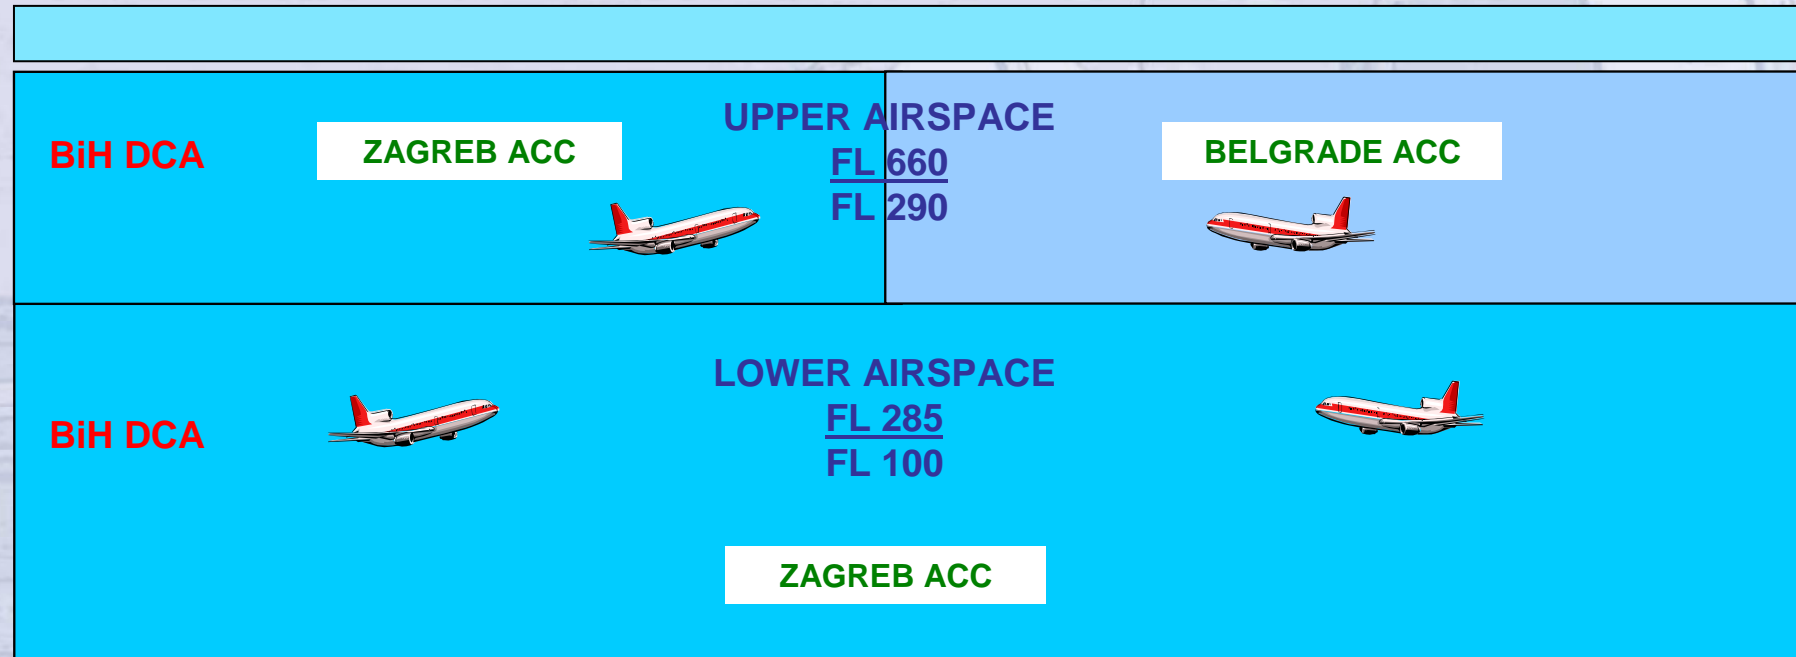 UPPER AIRSPACE
BiH DCA
ZAGREB ACC
FL 660
BELGRADE ACC
FL 290
LOWER AIRSPACE
FL 285
BiH DCA
FL 100
ZAGREB ACC